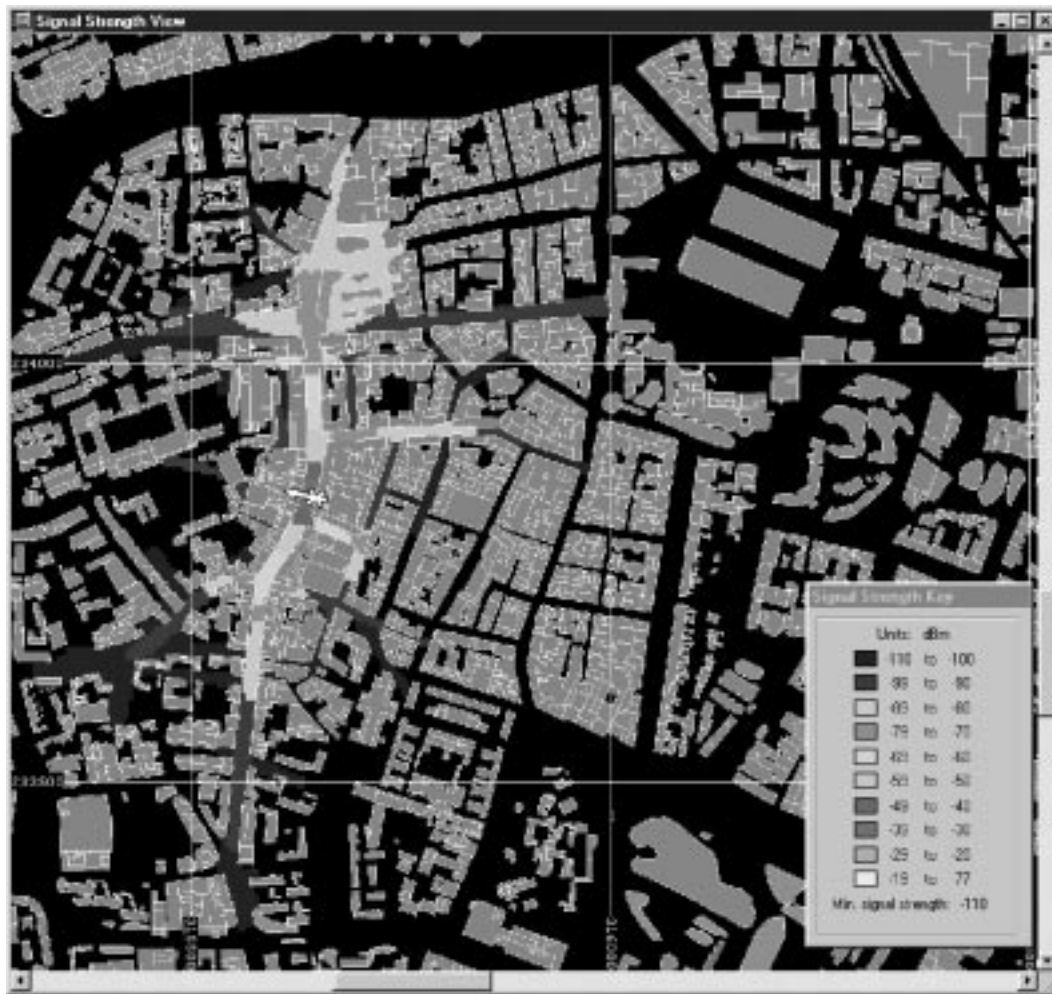 Signal Strength View
Signal Strength Key
Units: dBm
-110 to -100
-99 to -90
-89 to -80
-79 to -70
-69 to -60
-59 to -50
-49 to -40
-39 to -30
-29 to -20
-19 to 77
Min. signal strength: -110